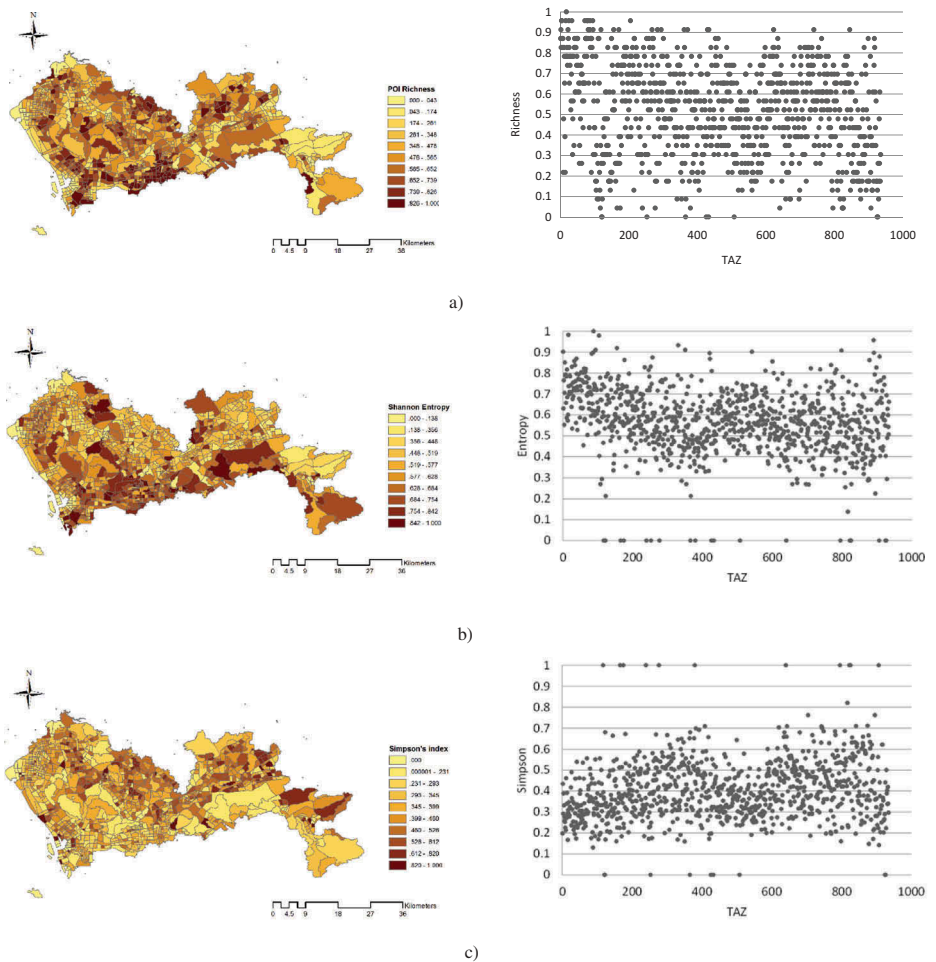 N
POI Richness
.000 - .043
.043 - .174
.174 - .261
.261 - .348
.348 - .478
.478 - .565
.565 - .652
.652 - .739
.739 - .826
.826 - 1.000
Kilometers
0 4.5 9 18 27 36
1
0.9
0.8
0.7
0.6
0.5
0.4
0.3
0.2
0.1
0
Richness
0 200 400 600 800 1000
TAZ
a)
N
Shannon Entropy
.000 - .138
.138 - .356
.356 - .448
.448 - .519
.519 - .577
.577 - .628
.628 - .684
.684 - .754
.754 - .842
.842 - 1.000
Kilometers
0 4.5 9 18 27 36
1
0.9
0.8
0.7
0.6
0.5
0.4
0.3
0.2
0.1
0
Entropy
0 200 400 600 800 1000
TAZ
b)
N
Simpson's index
.000
.000001 - .231
.231 - .293
.293 - .345
.345 - .399
.399 - .460
.460 - .526
.526 - .612
.612 - .820
.820 - 1.000
Kilometers
0 4.5 9 18 27 36
1
0.9
0.8
0.7
0.6
0.5
0.4
0.3
0.2
0.1
0
Simpson
0 200 400 600 800 1000
TAZ
c)